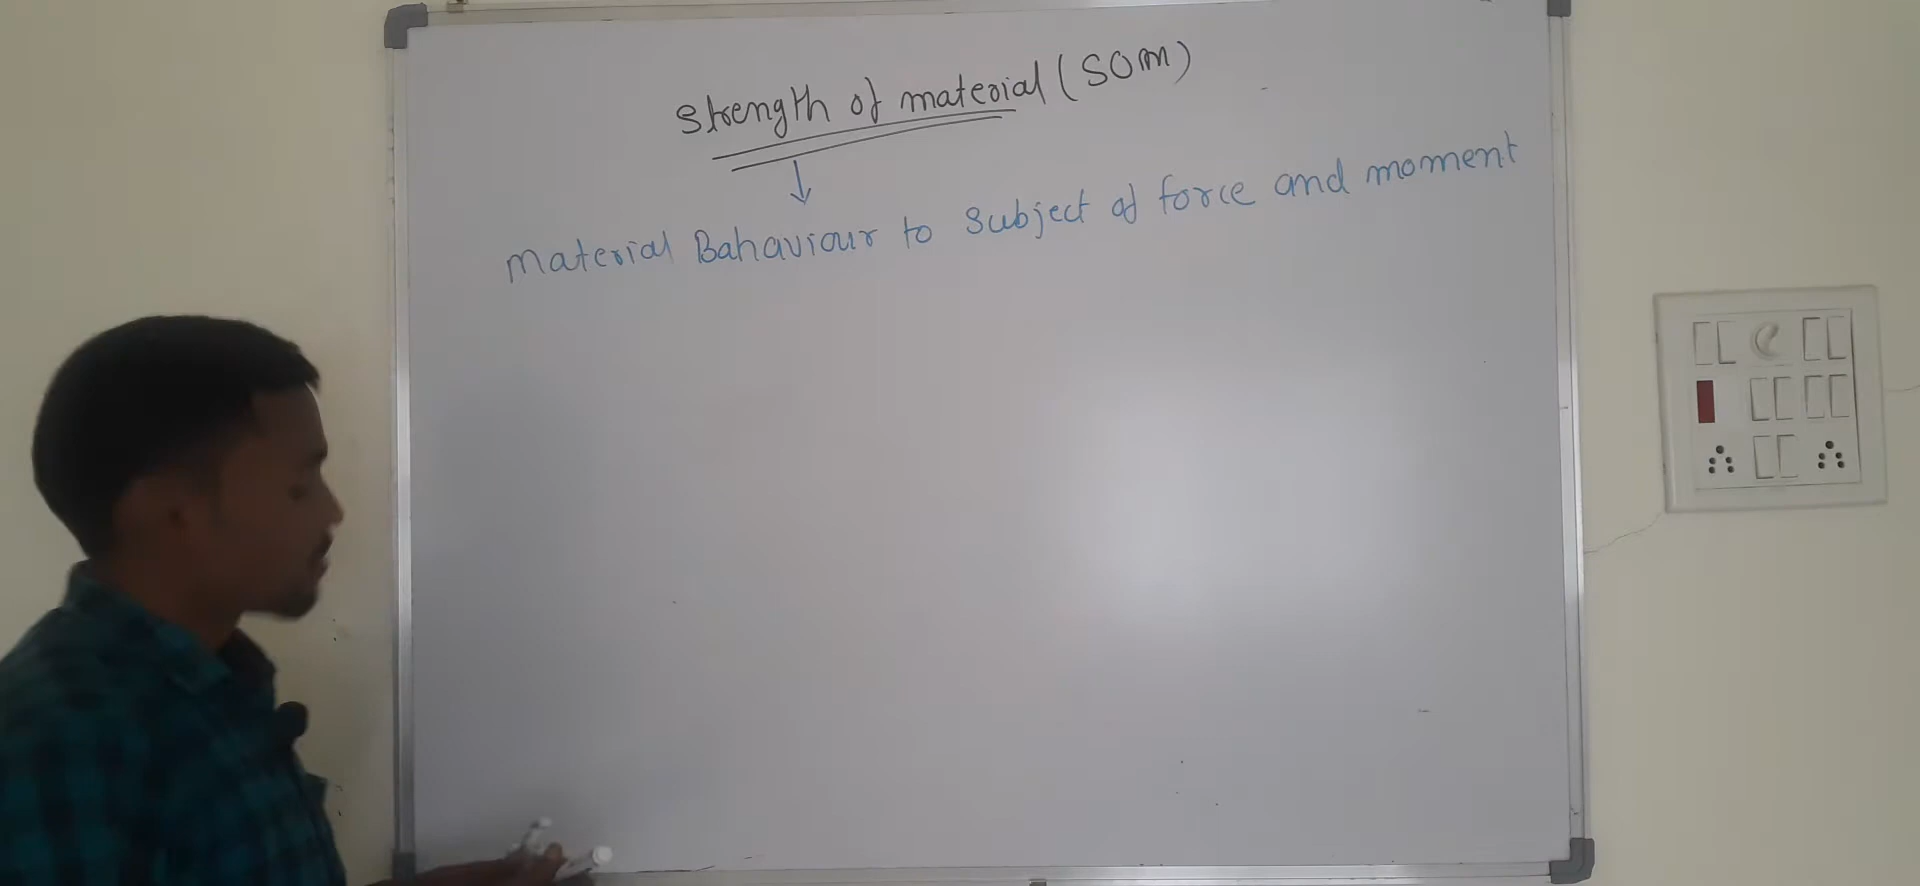 Strength of material (SOM)
Material Bahaviour to subject of force and moment